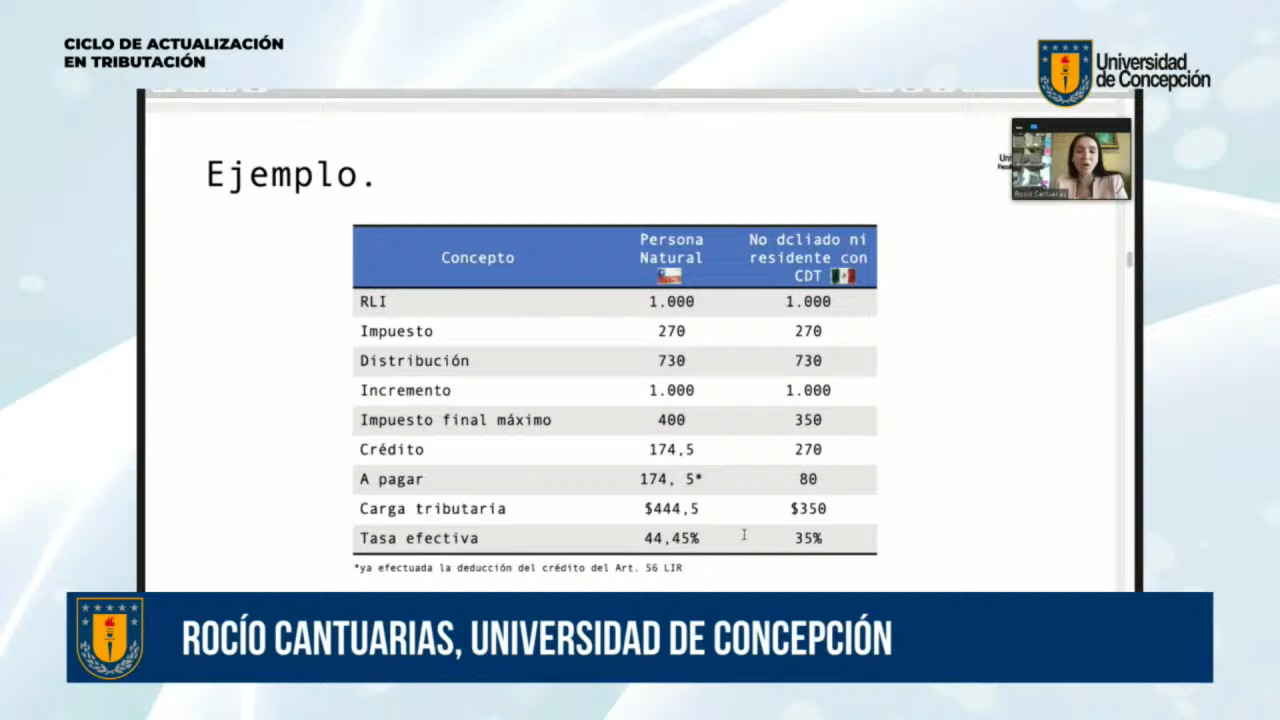 CICLO DE ACTUALIZACIÓN
EN TRIBUTACIÓN
Universidad
de Concepción
Rocío Cantuarias
Ejemplo.
Concepto Persona Natural No dcliado ni residente con CDT
RLI 1.000 1.000
Impuesto 270 270
Distribución 730 730
Incremento 1.000 1.000
Impuesto final máximo 400 350
Crédito 174,5 270
A pagar 174, 5* 80
Carga tributaria $444,5 $350
Tasa efectiva 44,45% 35%
*ya efectuada la deducción del crédito del Art. 56 LIR
ROCÍO CANTUARIAS, UNIVERSIDAD DE CONCEPCIÓN